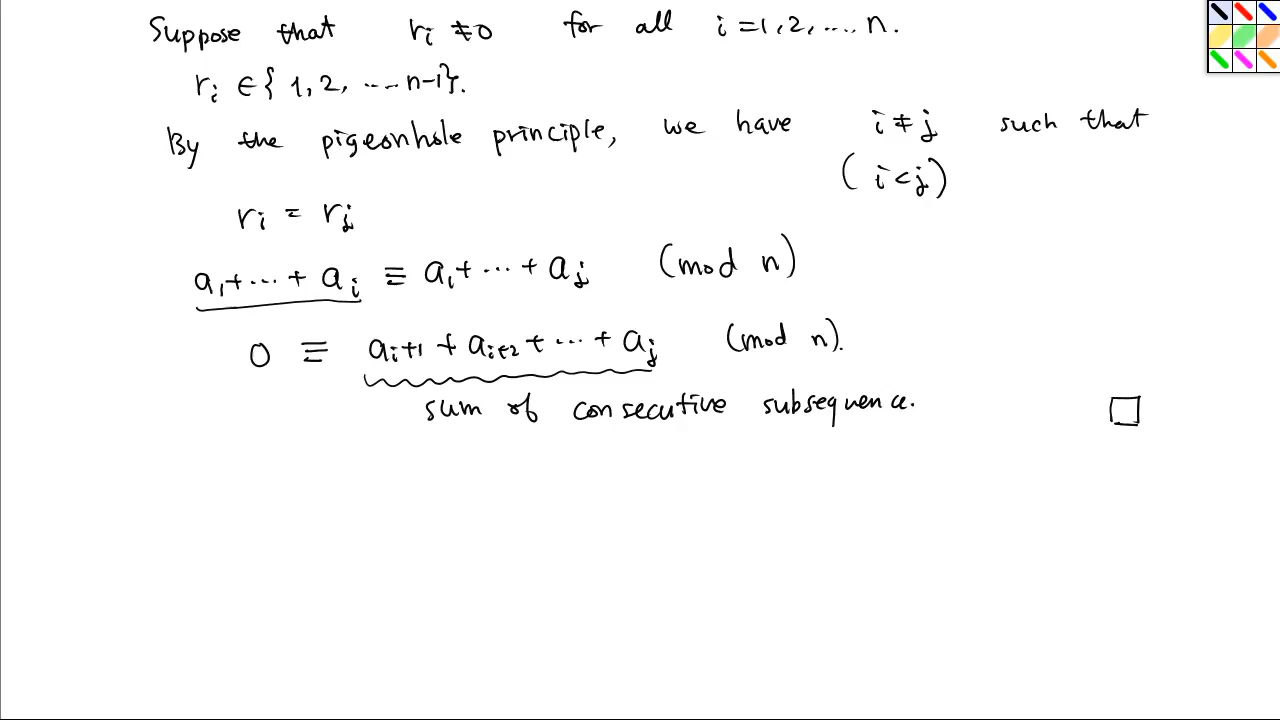 Suppose that r_i ≠ 0 for all i = 1, 2, .... n.
r_i ∈ { 1, 2, .... n-1}.
By the pigeonhole principle, we have i ≠ j such that
( i < j )
r_i = r_j
a_1 + ... + a_i ≡ a_1 + ... + a_j (mod n)
0 ≡ a_{i+1} + a_{i+2} + ... + a_j (mod n).
sum of consecutive subsequence. □